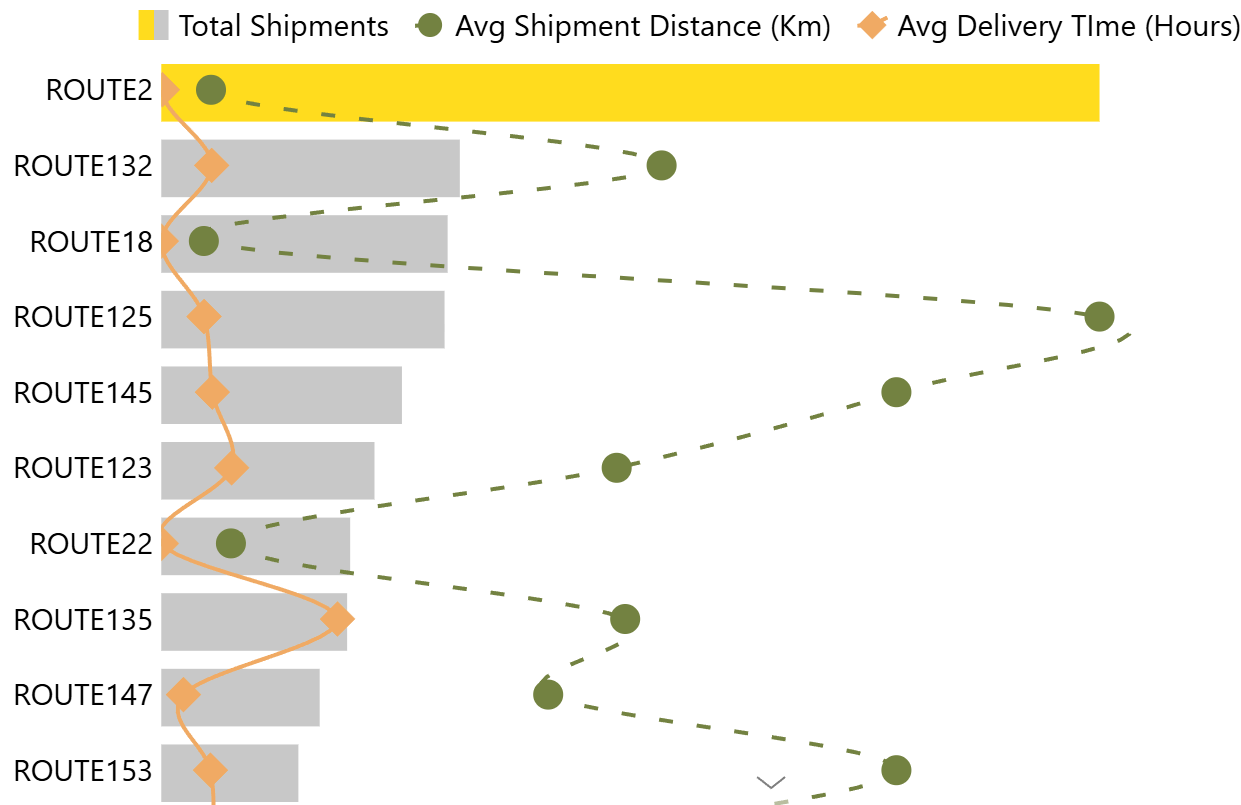 Total Shipments Avg Shipment Distance (Km) Avg Delivery TIme (Hours)
ROUTE2
ROUTE132
ROUTE18
ROUTE125
ROUTE145
ROUTE123
ROUTE22
ROUTE135
ROUTE147
ROUTE153